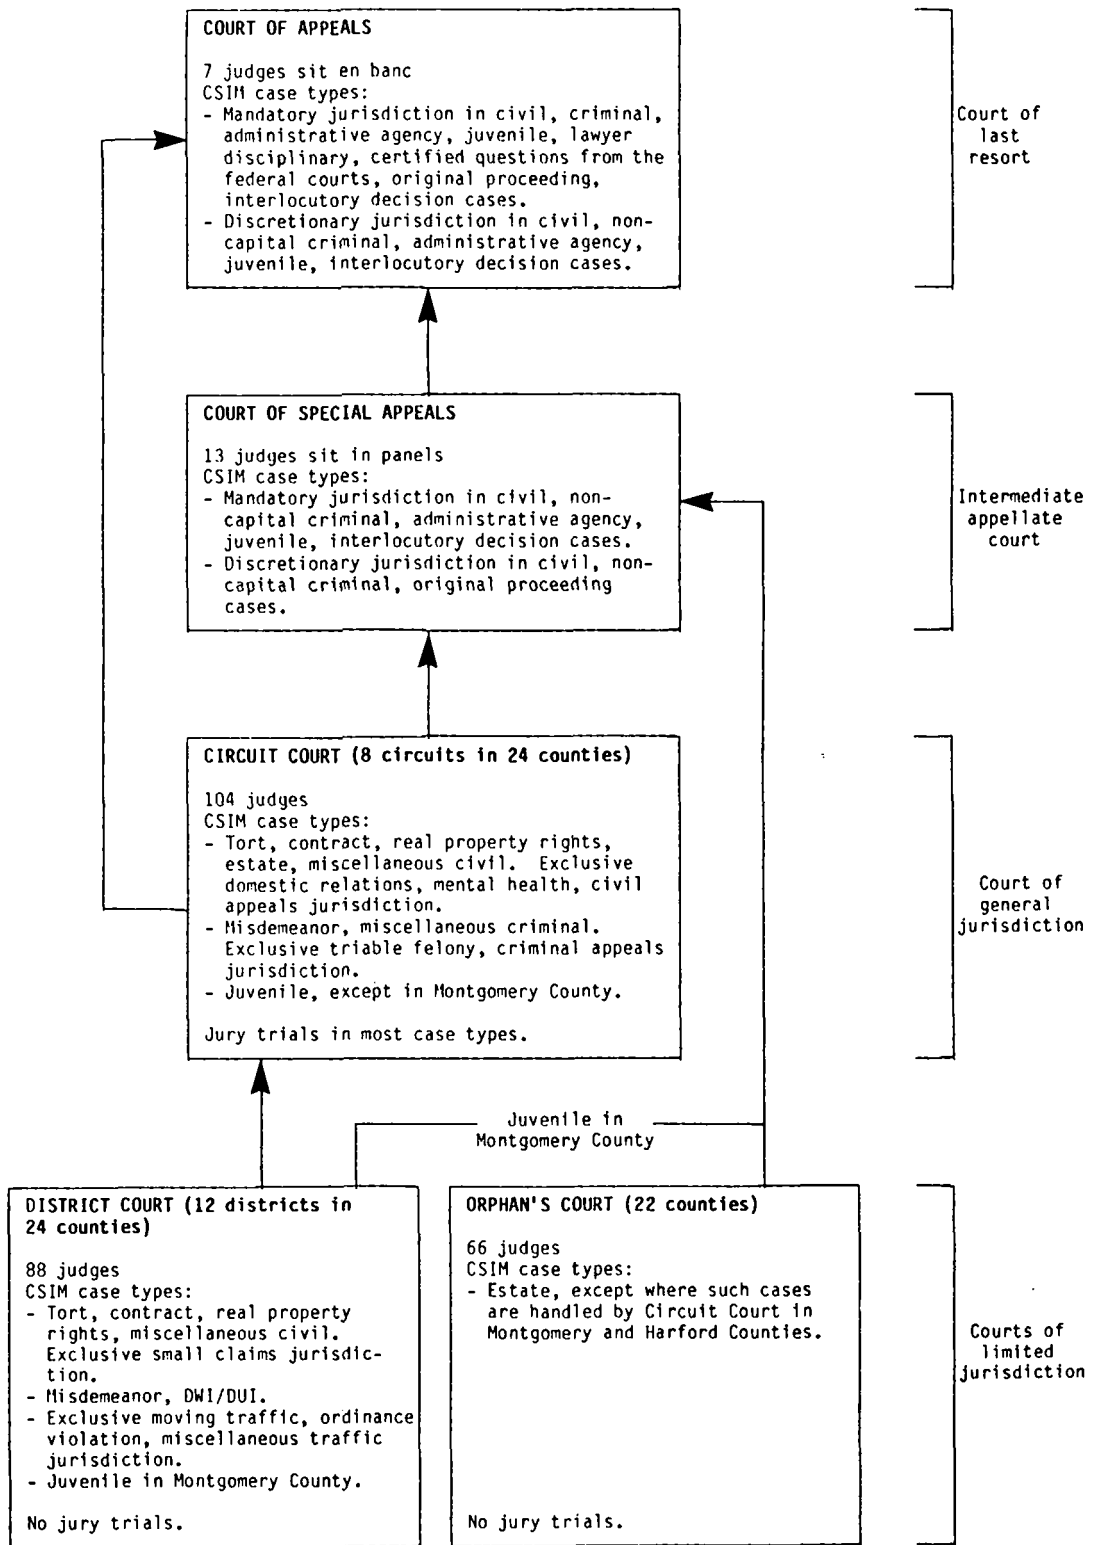 COURT OF APPEALS
7 judges sit en banc
CSIM case types:
- Mandatory jurisdiction in civil, criminal,
administrative agency, juvenile, lawyer
disciplinary, certified questions from the
federal courts, original proceeding,
interlocutory decision cases.
- Discretionary jurisdiction in civil, non-
capital criminal, administrative agency,
juvenile, interlocutory decision cases.
Court of
last
resort
COURT OF SPECIAL APPEALS
13 judges sit in panels
CSIM case types:
- Mandatory jurisdiction in civil, non-
capital criminal, administrative agency,
juvenile, interlocutory decision cases.
- Discretionary jurisdiction in civil, non-
capital criminal, original proceeding
cases.
Intermediate
appellate
court
CIRCUIT COURT (8 circuits in 24 counties)
104 judges
CSIM case types:
- Tort, contract, real property rights,
estate, miscellaneous civil. Exclusive
domestic relations, mental health, civil
appeals jurisdiction.
- Misdemeanor, miscellaneous criminal.
Exclusive triable felony, criminal appeals
jurisdiction.
- Juvenile, except in Montgomery County.
Jury trials in most case types.
Court of
general
jurisdiction
Juvenile in
Montgomery County
DISTRICT COURT (12 districts in
24 counties)
88 judges
CSIM case types:
- Tort, contract, real property
rights, miscellaneous civil.
Exclusive small claims jurisdic-
tion.
- Misdemeanor, DWI/DUI.
- Exclusive moving traffic, ordinance
violation, miscellaneous traffic
jurisdiction.
- Juvenile in Montgomery County.
No jury trials.
ORPHAN'S COURT (22 counties)
66 judges
CSIM case types:
- Estate, except where such cases
are handled by Circuit Court in
Montgomery and Harford Counties.
No jury trials.
Courts of
limited
jurisdiction